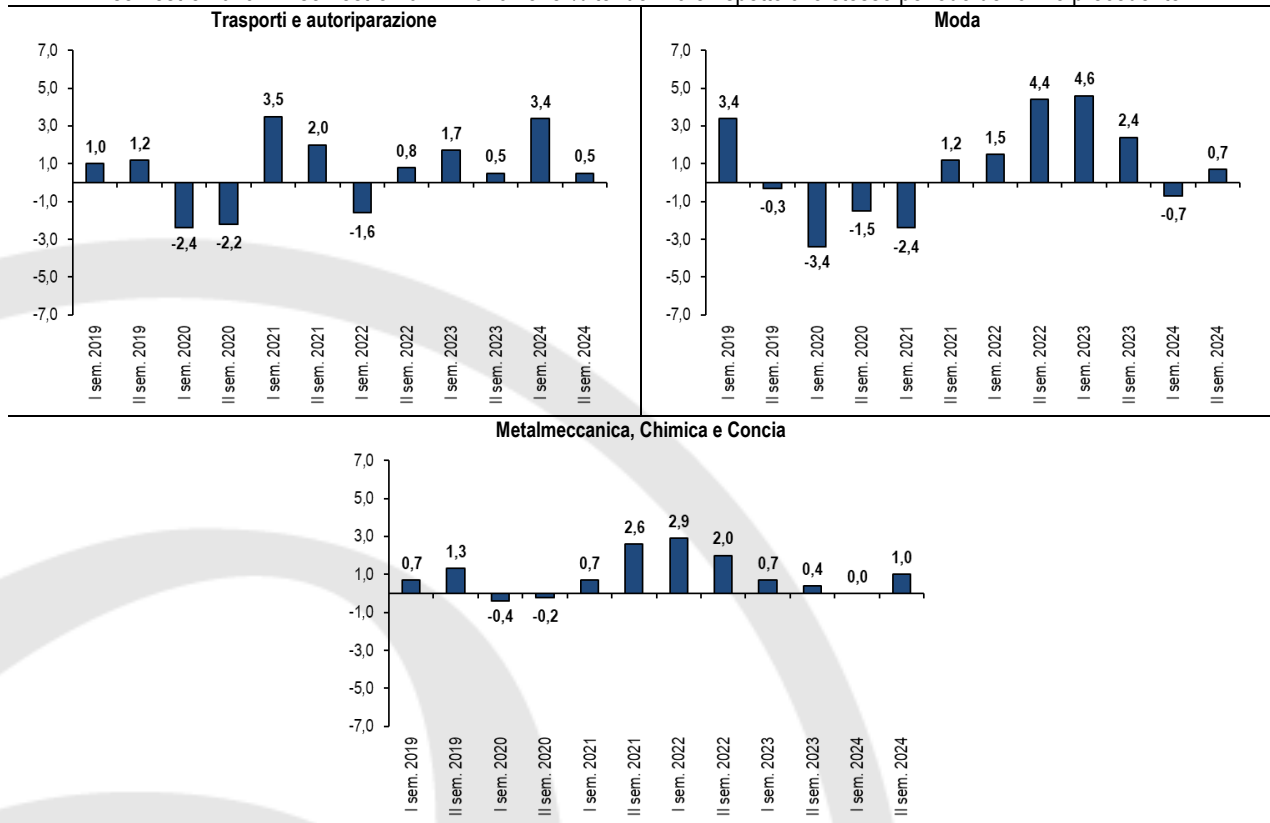 Trasporti e autoriparazione
7,0
5,0
3,0
1,0
-1,0
-3,0
-5,0
-7,0
1,0 1,2 -2,4 -2,2 3,5 2,0 -1,6 0,8 1,7 0,5 3,4 0,5
I sem. 2019
II sem. 2019
I sem. 2020
II sem. 2020
I sem. 2021
II sem. 2021
I sem. 2022
II sem. 2022
I sem. 2023
II sem. 2023
I sem. 2024
II sem. 2024
Moda
7,0
5,0
3,0
1,0
-1,0
-3,0
-5,0
-7,0
3,4 -0,3 -3,4 -1,5 -2,4 1,2 1,5 4,4 4,6 2,4 -0,7 0,7
I sem. 2019
II sem. 2019
I sem. 2020
II sem. 2020
I sem. 2021
II sem. 2021
I sem. 2022
II sem. 2022
I sem. 2023
II sem. 2023
I sem. 2024
II sem. 2024
Metalmeccanica, Chimica e Concia
7,0
5,0
3,0
1,0
-1,0
-3,0
-5,0
-7,0
0,7 1,3 -0,4 -0,2 0,7 2,6 2,9 2,0 0,7 0,4 0,0 1,0
I sem. 2019
II sem. 2019
I sem. 2020
II sem. 2020
I sem. 2021
II sem. 2021
I sem. 2022
II sem. 2022
I sem. 2023
II sem. 2023
I sem. 2024
II sem. 2024